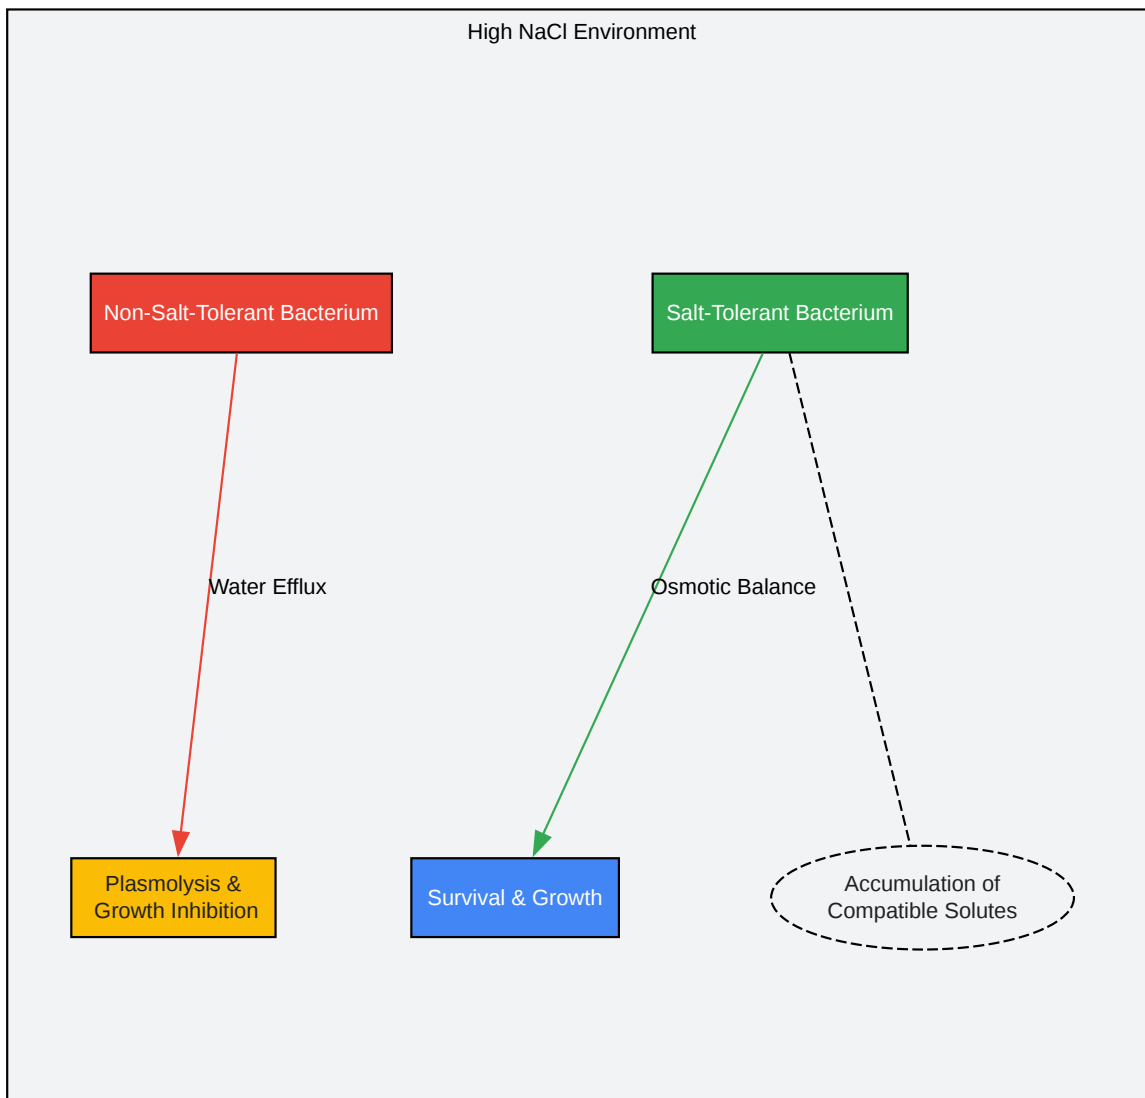 High NaCl Environment
Non-Salt-Tolerant Bacterium
Salt-Tolerant Bacterium
Water Efflux
Osmotic Balance
Plasmolysis &
Growth Inhibition
Survival & Growth
Accumulation of
Compatible Solutes